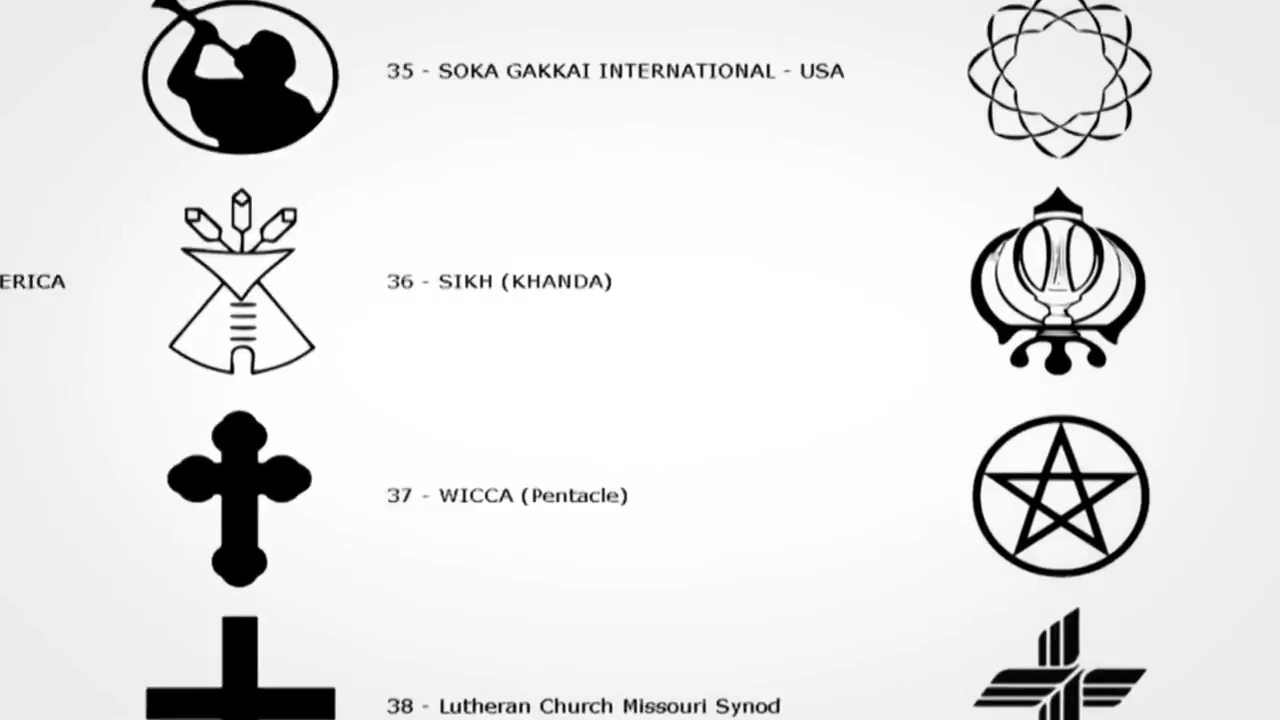 35 - SOKA GAKKAI INTERNATIONAL - USA
ERICA
36 - SIKH (KHANDA)
37 - WICCA (Pentacle)
38 - Lutheran Church Missouri Synod